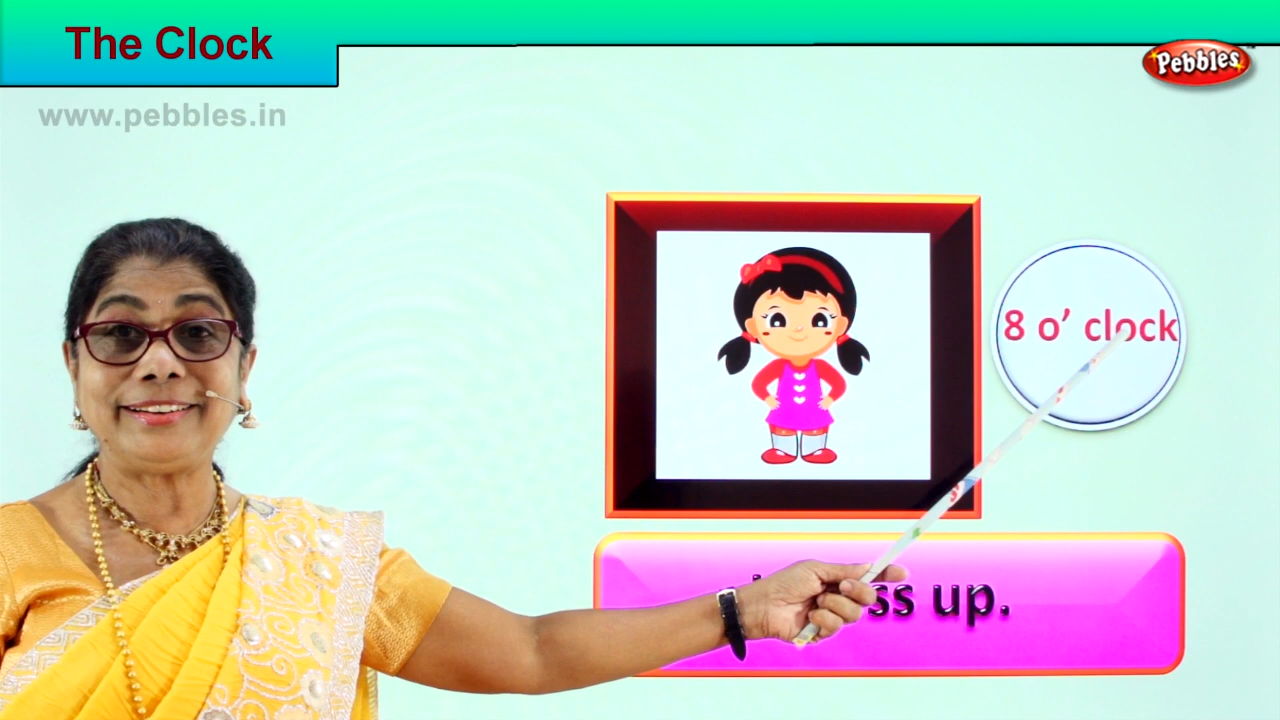 The Clock
Pebbles
www.pebbles.in
8 o' clock
up.